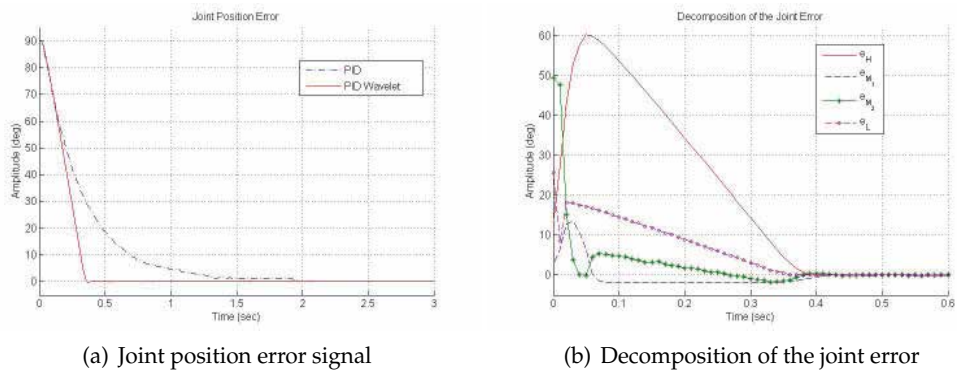 Joint Position Error
90
80
70
60
50
40
30
20
10
0
Amplitude (deg)
0 0.5 1 1.5 2 2.5 3
Time (sec)
PID
PID Wavelet
(a) Joint position error signal
Decomposition of the Joint Error
60
50
40
30
20
10
0
Amplitude (deg)
0 0.1 0.2 0.3 0.4 0.5 0.6
Time (sec)
e_H
e_M_1
e_M_2
e_L
(b) Decomposition of the joint error